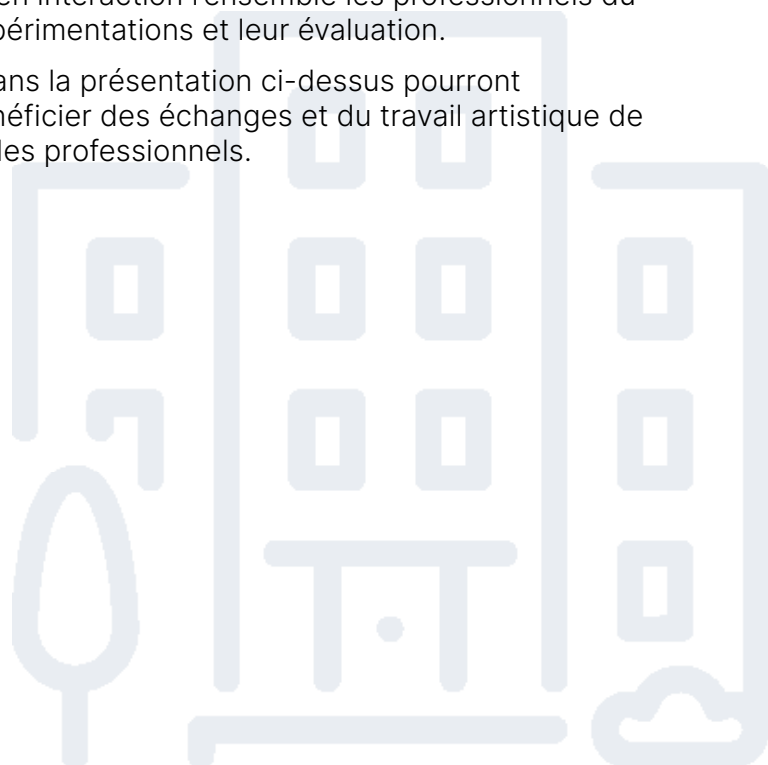 en interaction l'ensemble les professionnels du
périmentations et leur évaluation.
ans la présentation ci-dessus pourront
néficier des échanges et du travail artistique de
les professionnels.